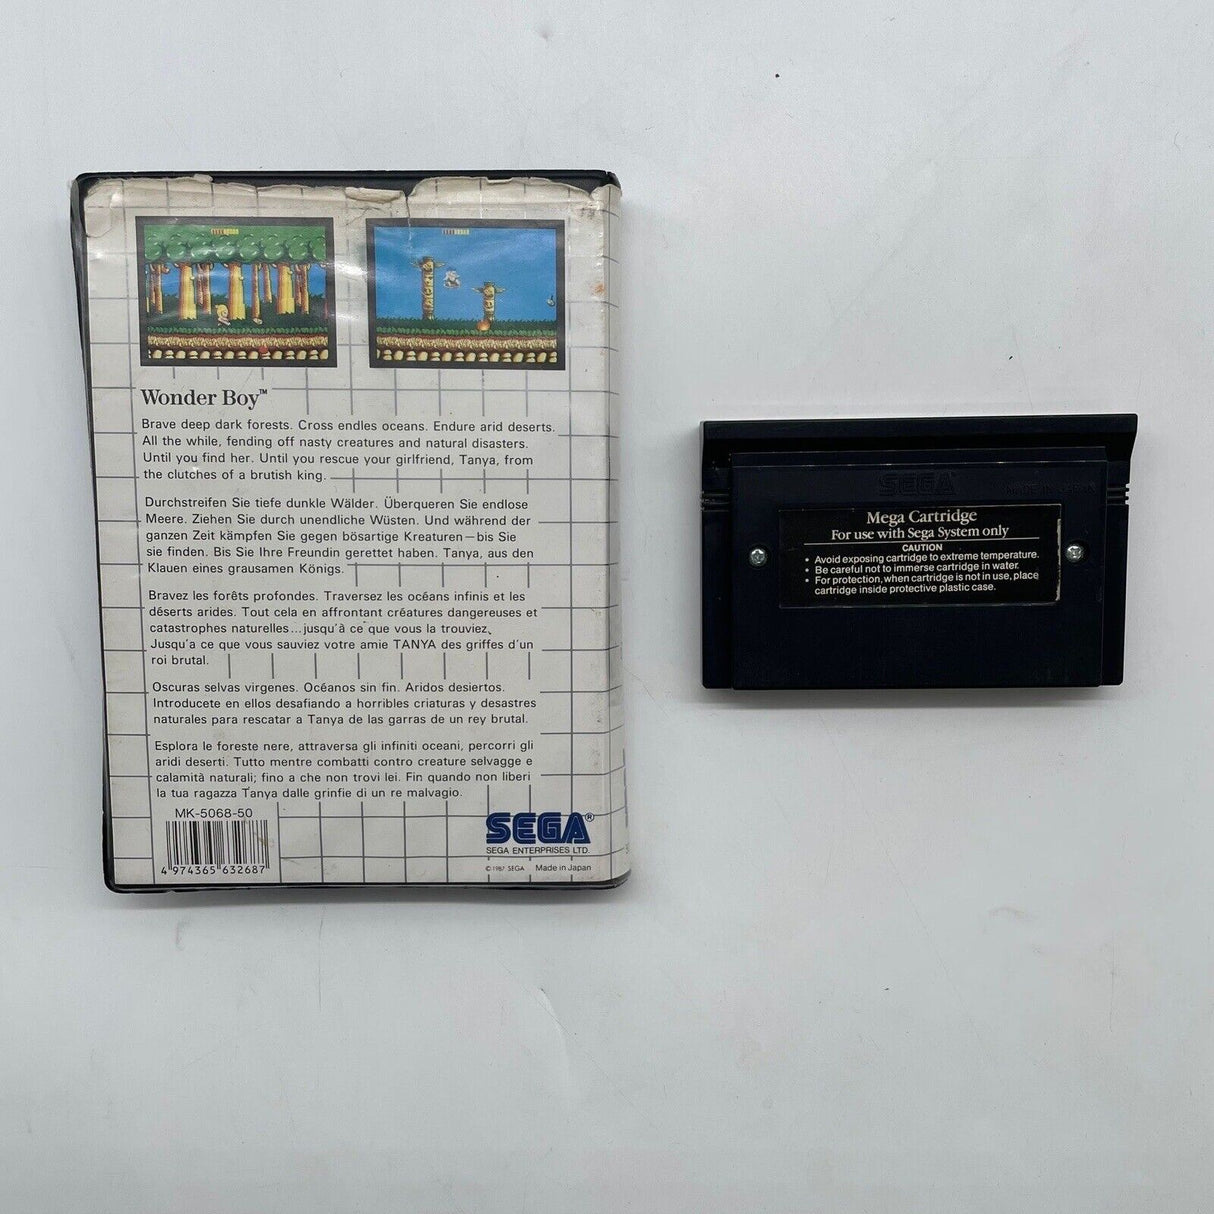 Wonder Boy™
Brave deep dark forests. Cross endles oceans. Endure arid deserts.
All the while, fending off nasty creatures and natural disasters.
Until you find her. Until you rescue your girlfriend, Tanya, from
the clutches of a brutish king.
Durchstreifen Sie tiefe dunkle Wälder. Überqueren Sie endlose
Meere. Ziehen Sie durch unendliche Wüsten. Und während der
ganzen Zeit kämpfen Sie gegen bösartige Kreaturen—bis Sie
sie finden. Bis Sie Ihre Freundin gerettet haben. Tanya, aus den
Klauen eines grausamen Königs.
Bravez les forêts profondes. Traversez les océans infinis et les
déserts arides. Tout cela en affrontant créatures dangereuses et
catastrophes naturelles...jusqu'à ce que vous la trouviez.
Jusqu'a ce que vous sauviez votre amie TANYA des griffes d'un
roi brutal.
Oscuras selvas virgenes. Océanos sin fin. Aridos desiertos.
Introducete en ellos desafiando a horribles criaturas y desastres
naturales para rescatar a Tanya de las garras de un rey brutal.
Esplora le foreste nere, attraversa gli infiniti oceani, percorri gli
aridi deserti. Tutto mentre combatti contro creature selvagge e
calamità naturali; fino a che non trovi lei. Fin quando non liberi
la tua ragazza Tanya dalle grinfie di un re malvagio.
MK-5068-50
4 974365 632687
SEGA®
SEGA ENTERPRISES LTD.
© 1987 SEGA Made in Japan
SEGA
Mega Cartridge
For use with Sega System only
CAUTION
• Avoid exposing cartridge to extreme temperature.
• Be careful not to immerse cartridge in water.
• For protection, when cartridge is not in use, place
cartridge inside protective plastic case.